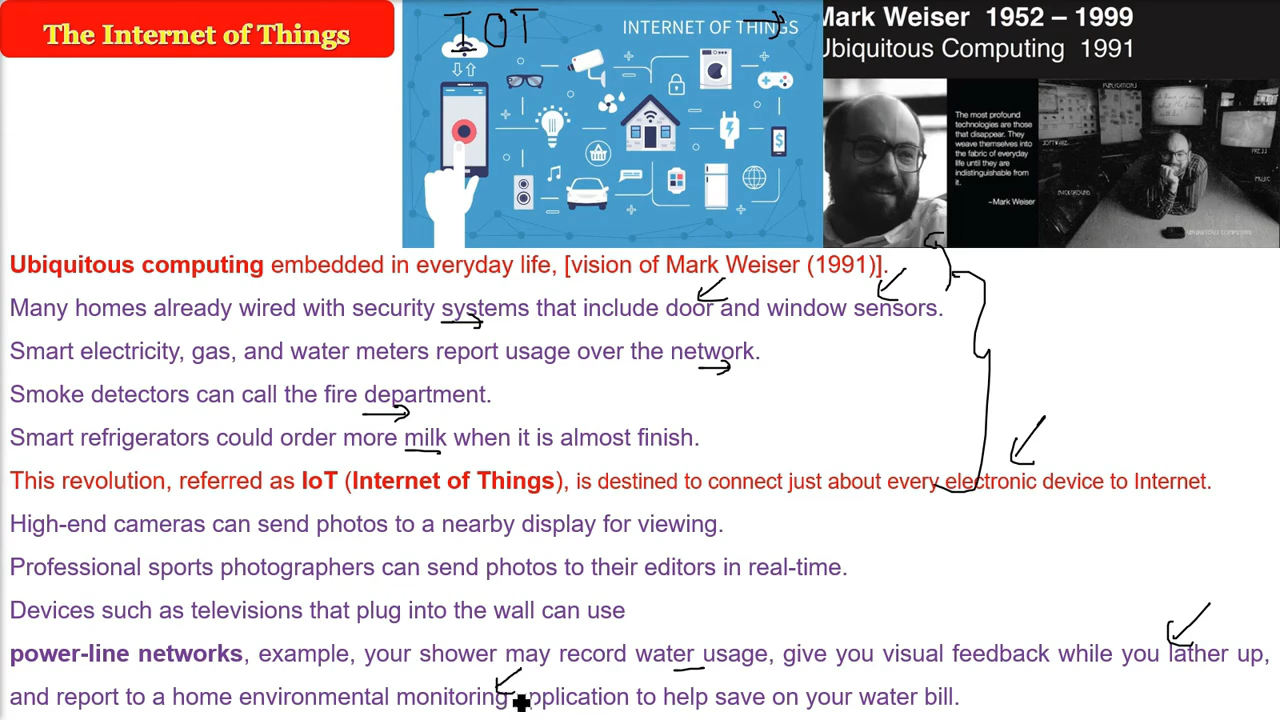 The Internet of Things
IOT
INTERNET OF THINGS
Mark Weiser 1952 – 1999
Ubiquitous Computing 1991
The most profound
technologies are those
that disappear. They
weave themselves into
the fabric of everyday
life until they are
indistinguishable from
it.
~Mark Weiser
Ubiquitous computing embedded in everyday life, [vision of Mark Weiser (1991)].
Many homes already wired with security systems that include door and window sensors.
Smart electricity, gas, and water meters report usage over the network.
Smoke detectors can call the fire department.
Smart refrigerators could order more milk when it is almost finish.
This revolution, referred as IoT (Internet of Things), is destined to connect just about every electronic device to Internet.
High-end cameras can send photos to a nearby display for viewing.
Professional sports photographers can send photos to their editors in real-time.
Devices such as televisions that plug into the wall can use
power-line networks, example, your shower may record water usage, give you visual feedback while you lather up,
and report to a home environmental monitoring application to help save on your water bill.